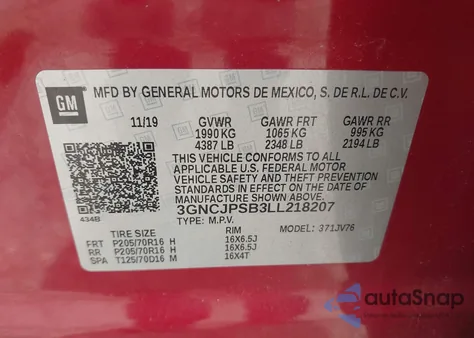 GM
MFD BY GENERAL MOTORS DE MEXICO, S. DE R.L. DE C.V.
11/19 GVWR GAWR FRT GAWR RR
1990 KG 1065 KG 995 KG
4387 LB 2348 LB 2194 LB
THIS VEHICLE CONFORMS TO ALL
APPLICABLE U.S. FEDERAL MOTOR
VEHICLE SAFETY, BUMPER, AND THEFT
PREVENTION STANDARDS IN EFFECT ON
THE DATE OF MANUFACTURE SHOWN ABOVE.
3GNCJPSB3LL218207
434B TYPE: M.P.V. MODEL: 371JV76
TIRE SIZE RIM
FRT P205/70R16 H 16X6.5J
RR P205/70R16 H 16X6.5J
SPA T125/70D16 M 16X4T
autoSnap